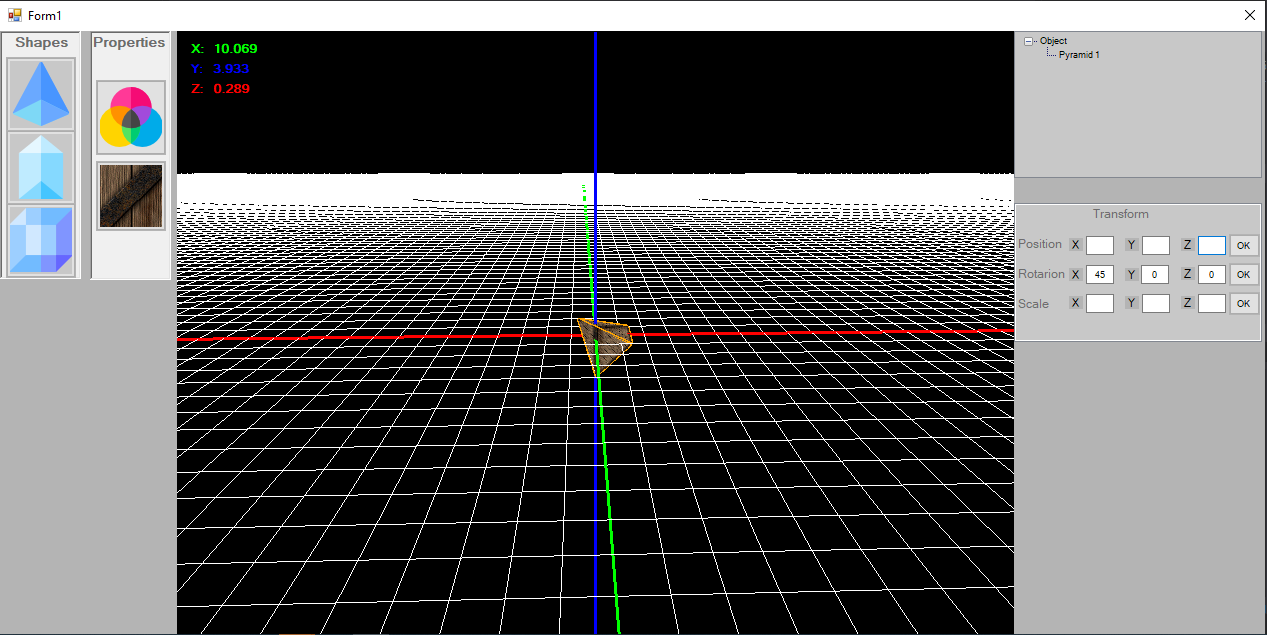 Form1
Shapes
Properties
X: 10.069
Y: 3.933
Z: 0.289
Object
Pyramid 1
Transform
Position X Y Z OK
Rotarion X 45 Y 0 Z 0 OK
Scale X Y Z OK